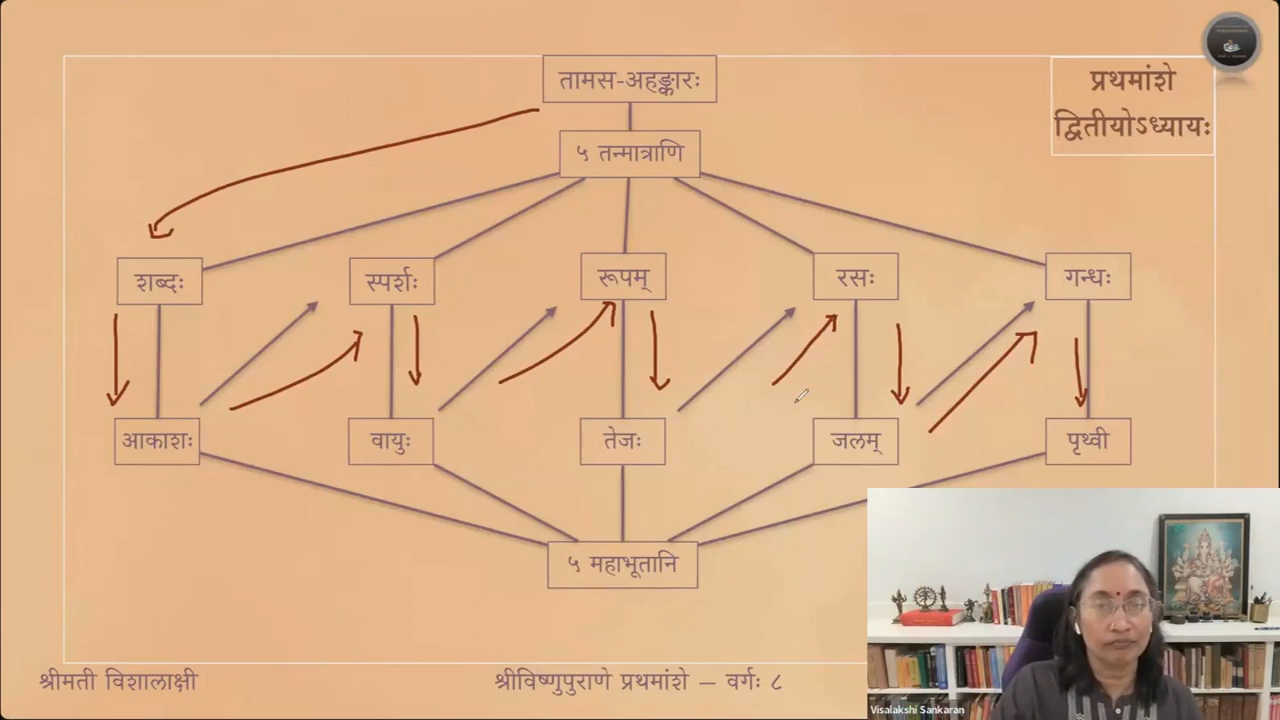 तामस-अहङ्कारः
प्रथमांशे
द्वितीयोऽध्यायः
५ तन्मात्राणि
शब्दः
स्पर्शः
रूपम्
रसः
गन्धः
आकाशः
वायुः
तेजः
जलम्
पृथ्वी
५ महाभूतानि
श्रीमती विशालाक्षी
श्रीविष्णुपुराणे प्रथमांशे – वर्गः ८
Visalakshi Sankaran